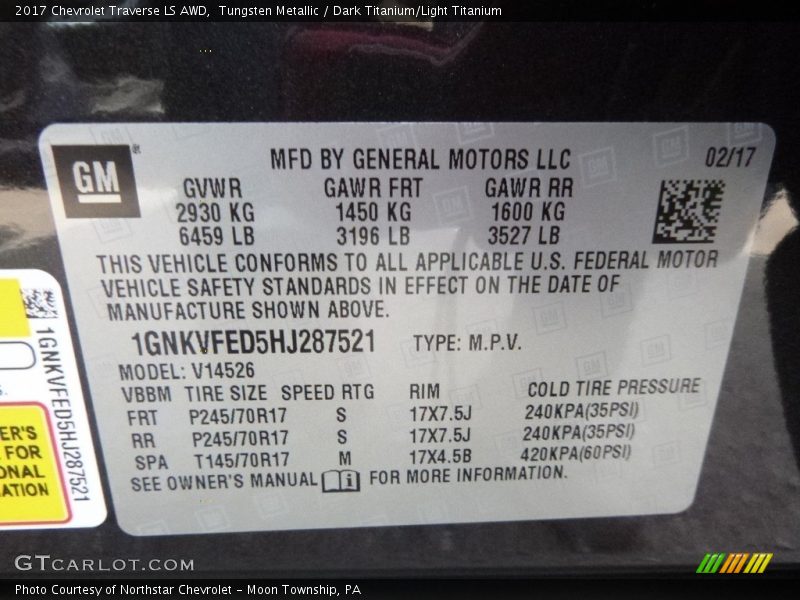 2017 Chevrolet Traverse LS AWD,  Tungsten Metallic / Dark Titanium/Light Titanium
GM
MFD BY GENERAL MOTORS LLC 02/17
GVWR GAWR FRT GAWR RR
2930 KG 1450 KG 1600 KG
6459 LB 3196 LB 3527 LB
THIS VEHICLE CONFORMS TO ALL APPLICABLE U.S. FEDERAL MOTOR
VEHICLE SAFETY STANDARDS IN EFFECT ON THE DATE OF
MANUFACTURE SHOWN ABOVE.
1GNKVFED5HJ287521 TYPE: M.P.V.
MODEL: V14526
VBBM TIRE SIZE SPEED RTG RIM COLD TIRE PRESSURE
FRT P245/70R17 S 17X7.5J 240KPA(35PSI)
RR P245/70R17 S 17X7.5J 240KPA(35PSI)
SPA T145/70R17 M 17X4.5B 420KPA(60PSI)
SEE OWNER'S MANUAL i FOR MORE INFORMATION.
1GNKVFED5HJ287521
ER'S
FOR
ONAL
ATION
GTCARLOT.COM
Photo Courtesy of Northstar Chevrolet - Moon Township, PA